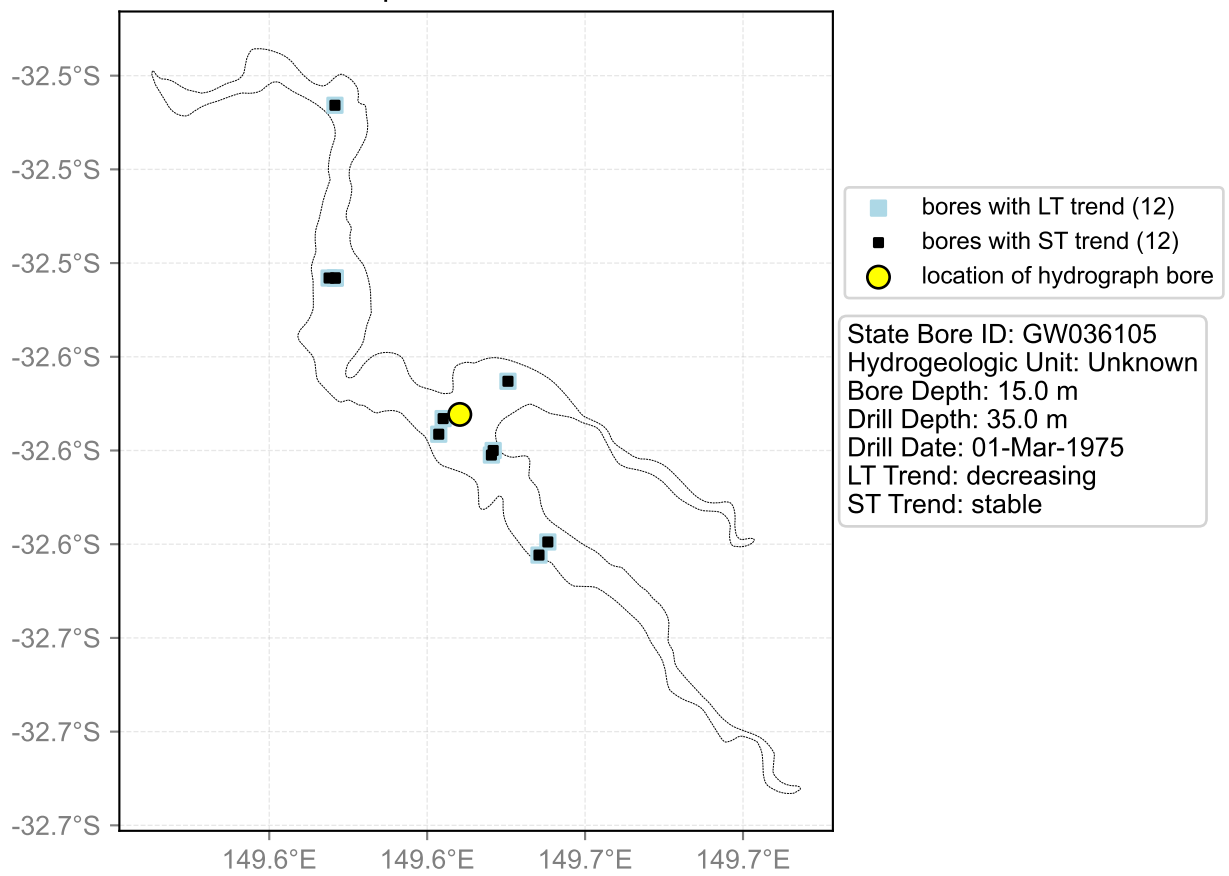 -32.5°S
-32.5°S
-32.5°S
-32.6°S
-32.6°S
-32.6°S
-32.7°S
-32.7°S
-32.7°S
149.6°E
149.6°E
149.7°E
149.7°E
bores with LT trend (12)
bores with ST trend (12)
location of hydrograph bore
State Bore ID: GW036105
Hydrogeologic Unit: Unknown
Bore Depth: 15.0 m
Drill Depth: 35.0 m
Drill Date: 01-Mar-1975
LT Trend: decreasing
ST Trend: stable